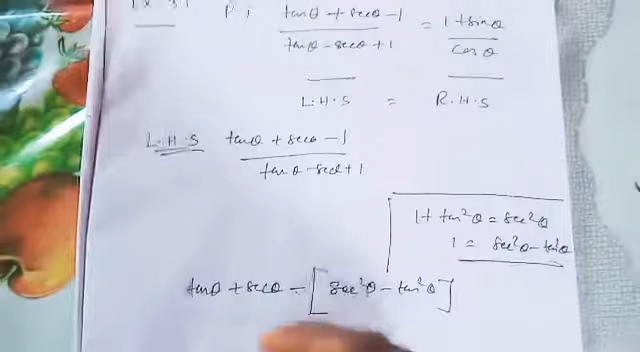 P: tanθ + secθ - 1 / tanθ - secθ + 1 = 1 + sinθ / cosθ
L.H.S = R.H.S
L.H.S tanθ + secθ - 1 / tanθ - secθ + 1
1 + tan²θ = sec²θ
1 = sec²θ - tan²θ
tanθ + secθ - [sec²θ - tan²θ]